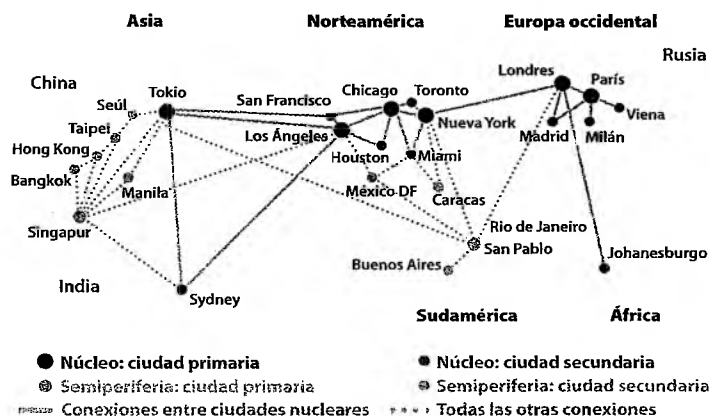 Asia
Norteamérica
Europa occidental
Rusia
China
Tokio
Seúl
Taipei
Hong Kong
Bangkok
Manila
Singapur
India
Sydney
San Francisco
Los Ángeles
Chicago
Toronto
Nueva York
Houston
Miami
México DF
Caracas
Londres
París
Viena
Madrid
Milán
Rio de Janeiro
San Pablo
Buenos Aires
Johanesburgo
Sudamérica
África
Núcleo: ciudad primaria
Núcleo: ciudad secundaria
Semiperiferia: ciudad primaria
Semiperiferia: ciudad secundaria
Conexiones entre ciudades nucleares
Todas las otras conexiones